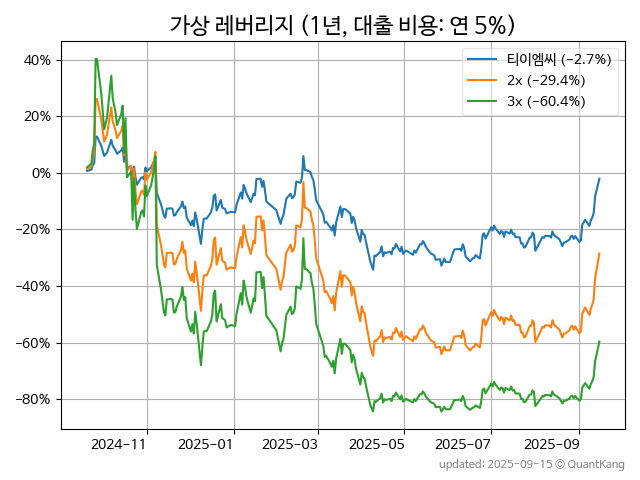 가상 레버리지 (1년, 대출 비용: 연 5%)
티이엠씨 (−2.7%)
2x (−29.4%)
3x (−60.4%)
40%
20%
0%
−20%
−40%
−60%
−80%
2024-11
2025-01
2025-03
2025-05
2025-07
2025-09
updated: 2025-09-15 © QuantKang